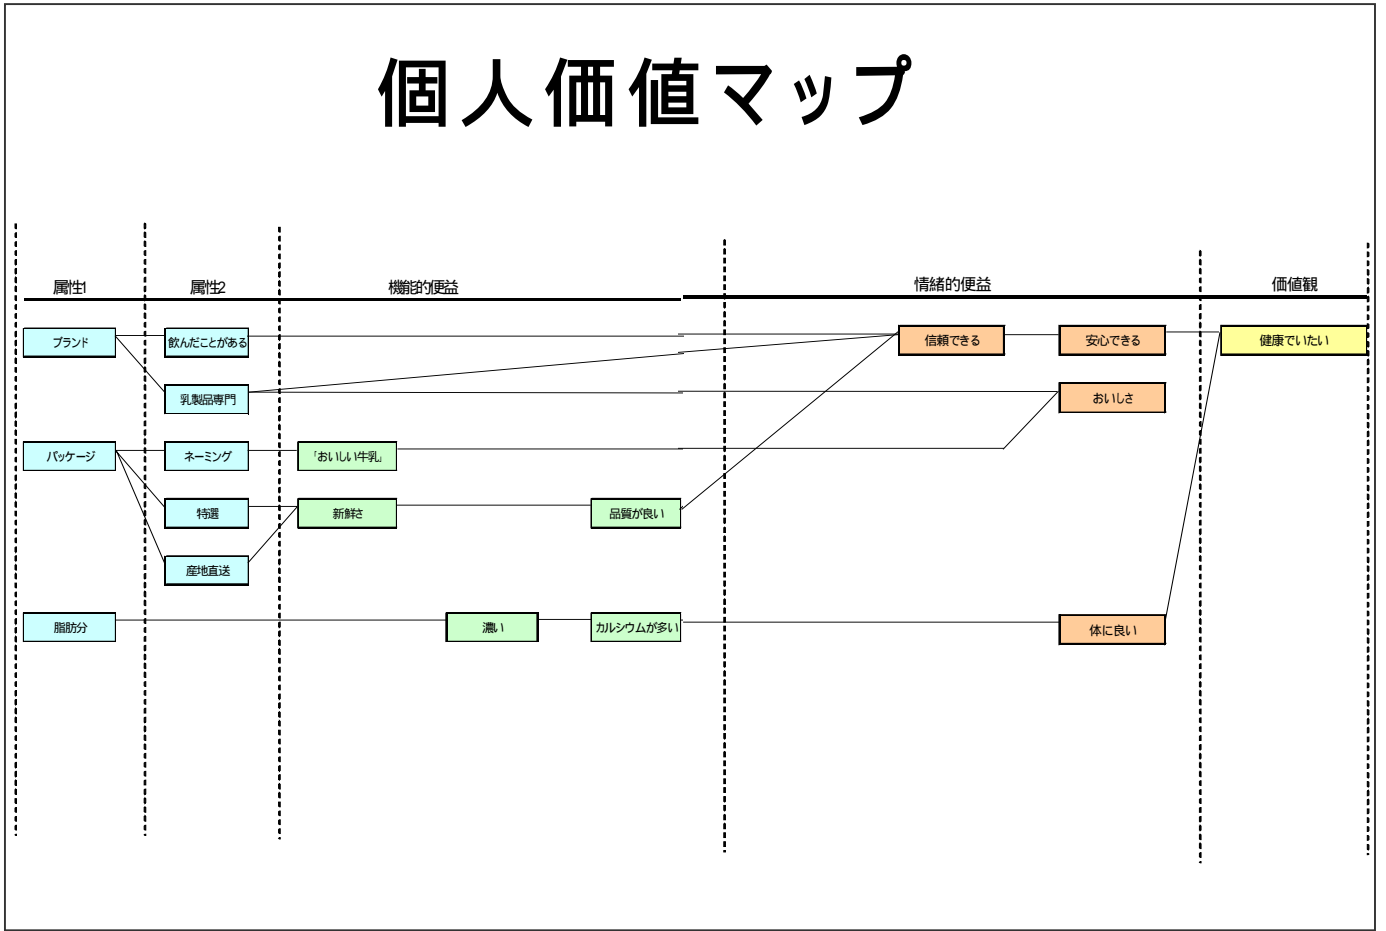 個人価値マップ
属性1 属性2 機能的便益 情緒的便益 価値観
ブランド 飲んだことがある 信頼できる 安心できる 健康でいたい
乳製品専門 おいしさ
パッケージ ネーミング 「おいしい牛乳」
特選 新鮮さ 品質が良い
産地直送
脂肪分 濃い カルシウムが多い 体に良い